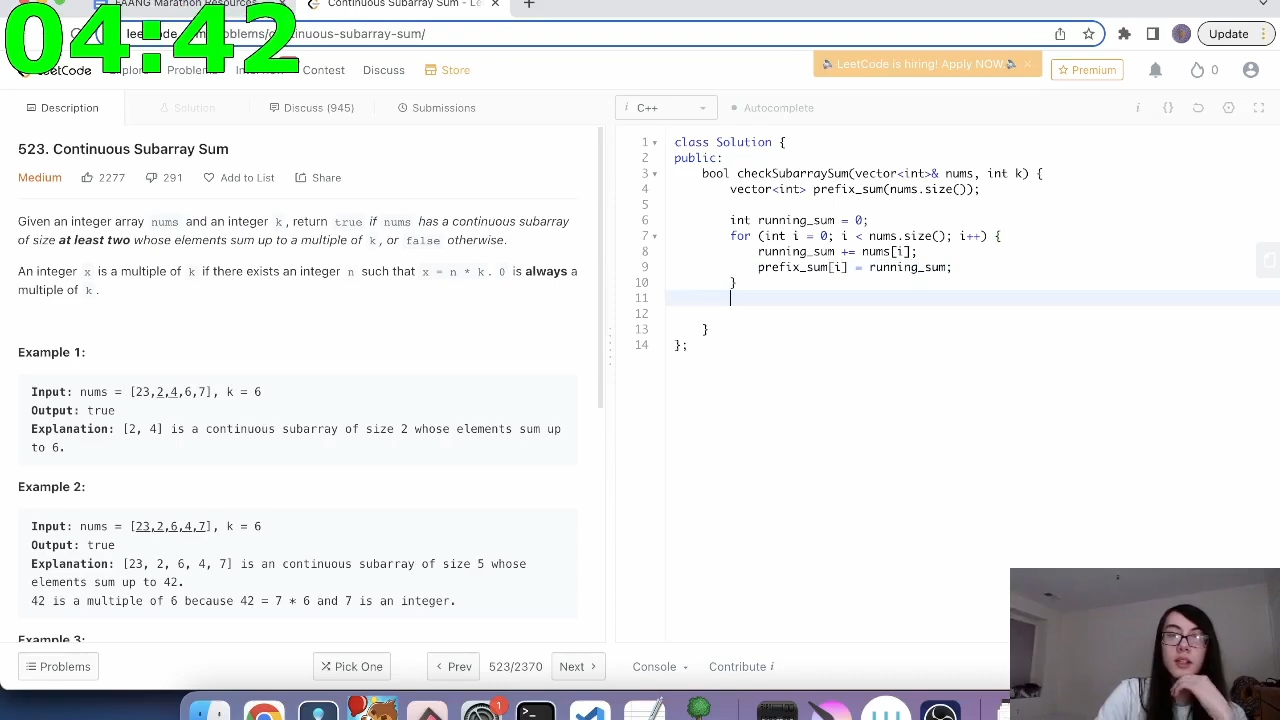 04:42
FAANG Marathon Resources
Continuous Subarray Sum - Le
Update
Problems
Contest
Discuss
Store
LeetCode is hiring! Apply NOW.
Premium
0
Description
Solution
Discuss (945)
Submissions
i C++
Autocomplete
523. Continuous Subarray Sum
Medium
2277
291
Add to List
Share
Given an integer array nums and an integer k, return true if nums has a continuous subarray
of size at least two whose elements sum up to a multiple of k, or false otherwise.
An integer x is a multiple of k if there exists an integer n such that x = n * k. 0 is always a
multiple of k.
Example 1:
Input: nums = [23,2,4,6,7], k = 6
Output: true
Explanation: [2, 4] is a continuous subarray of size 2 whose elements sum up
to 6.
Example 2:
Input: nums = [23,2,6,4,7], k = 6
Output: true
Explanation: [23, 2, 6, 4, 7] is an continuous subarray of size 5 whose
elements sum up to 42.
42 is a multiple of 6 because 42 = 7 * 6 and 7 is an integer.
Example 3:
1 class Solution {
2 public:
3 bool checkSubarraySum(vector<int>& nums, int k) {
4 vector<int> prefix_sum(nums.size());
5
6 int running_sum = 0;
7 for (int i = 0; i < nums.size(); i++) {
8 running_sum += nums[i];
9 prefix_sum[i] = running_sum;
10 }
11
12
13 }
14 };
Problems
Pick One
Prev
523/2370
Next
Console
Contribute i
1